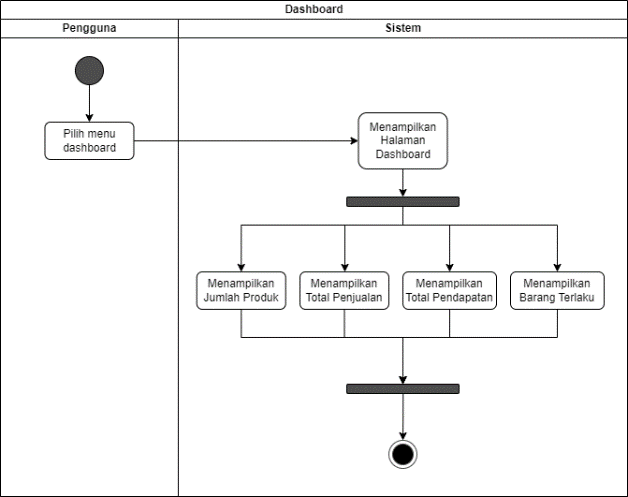 Dashboard
Pengguna
Sistem
Pilih menu
dashboard
Menampilkan
Halaman
Dashboard
Menampilkan
Jumlah Produk
Menampilkan
Total Penjualan
Menampilkan
Total Pendapatan
Menampilkan
Barang Terlaku